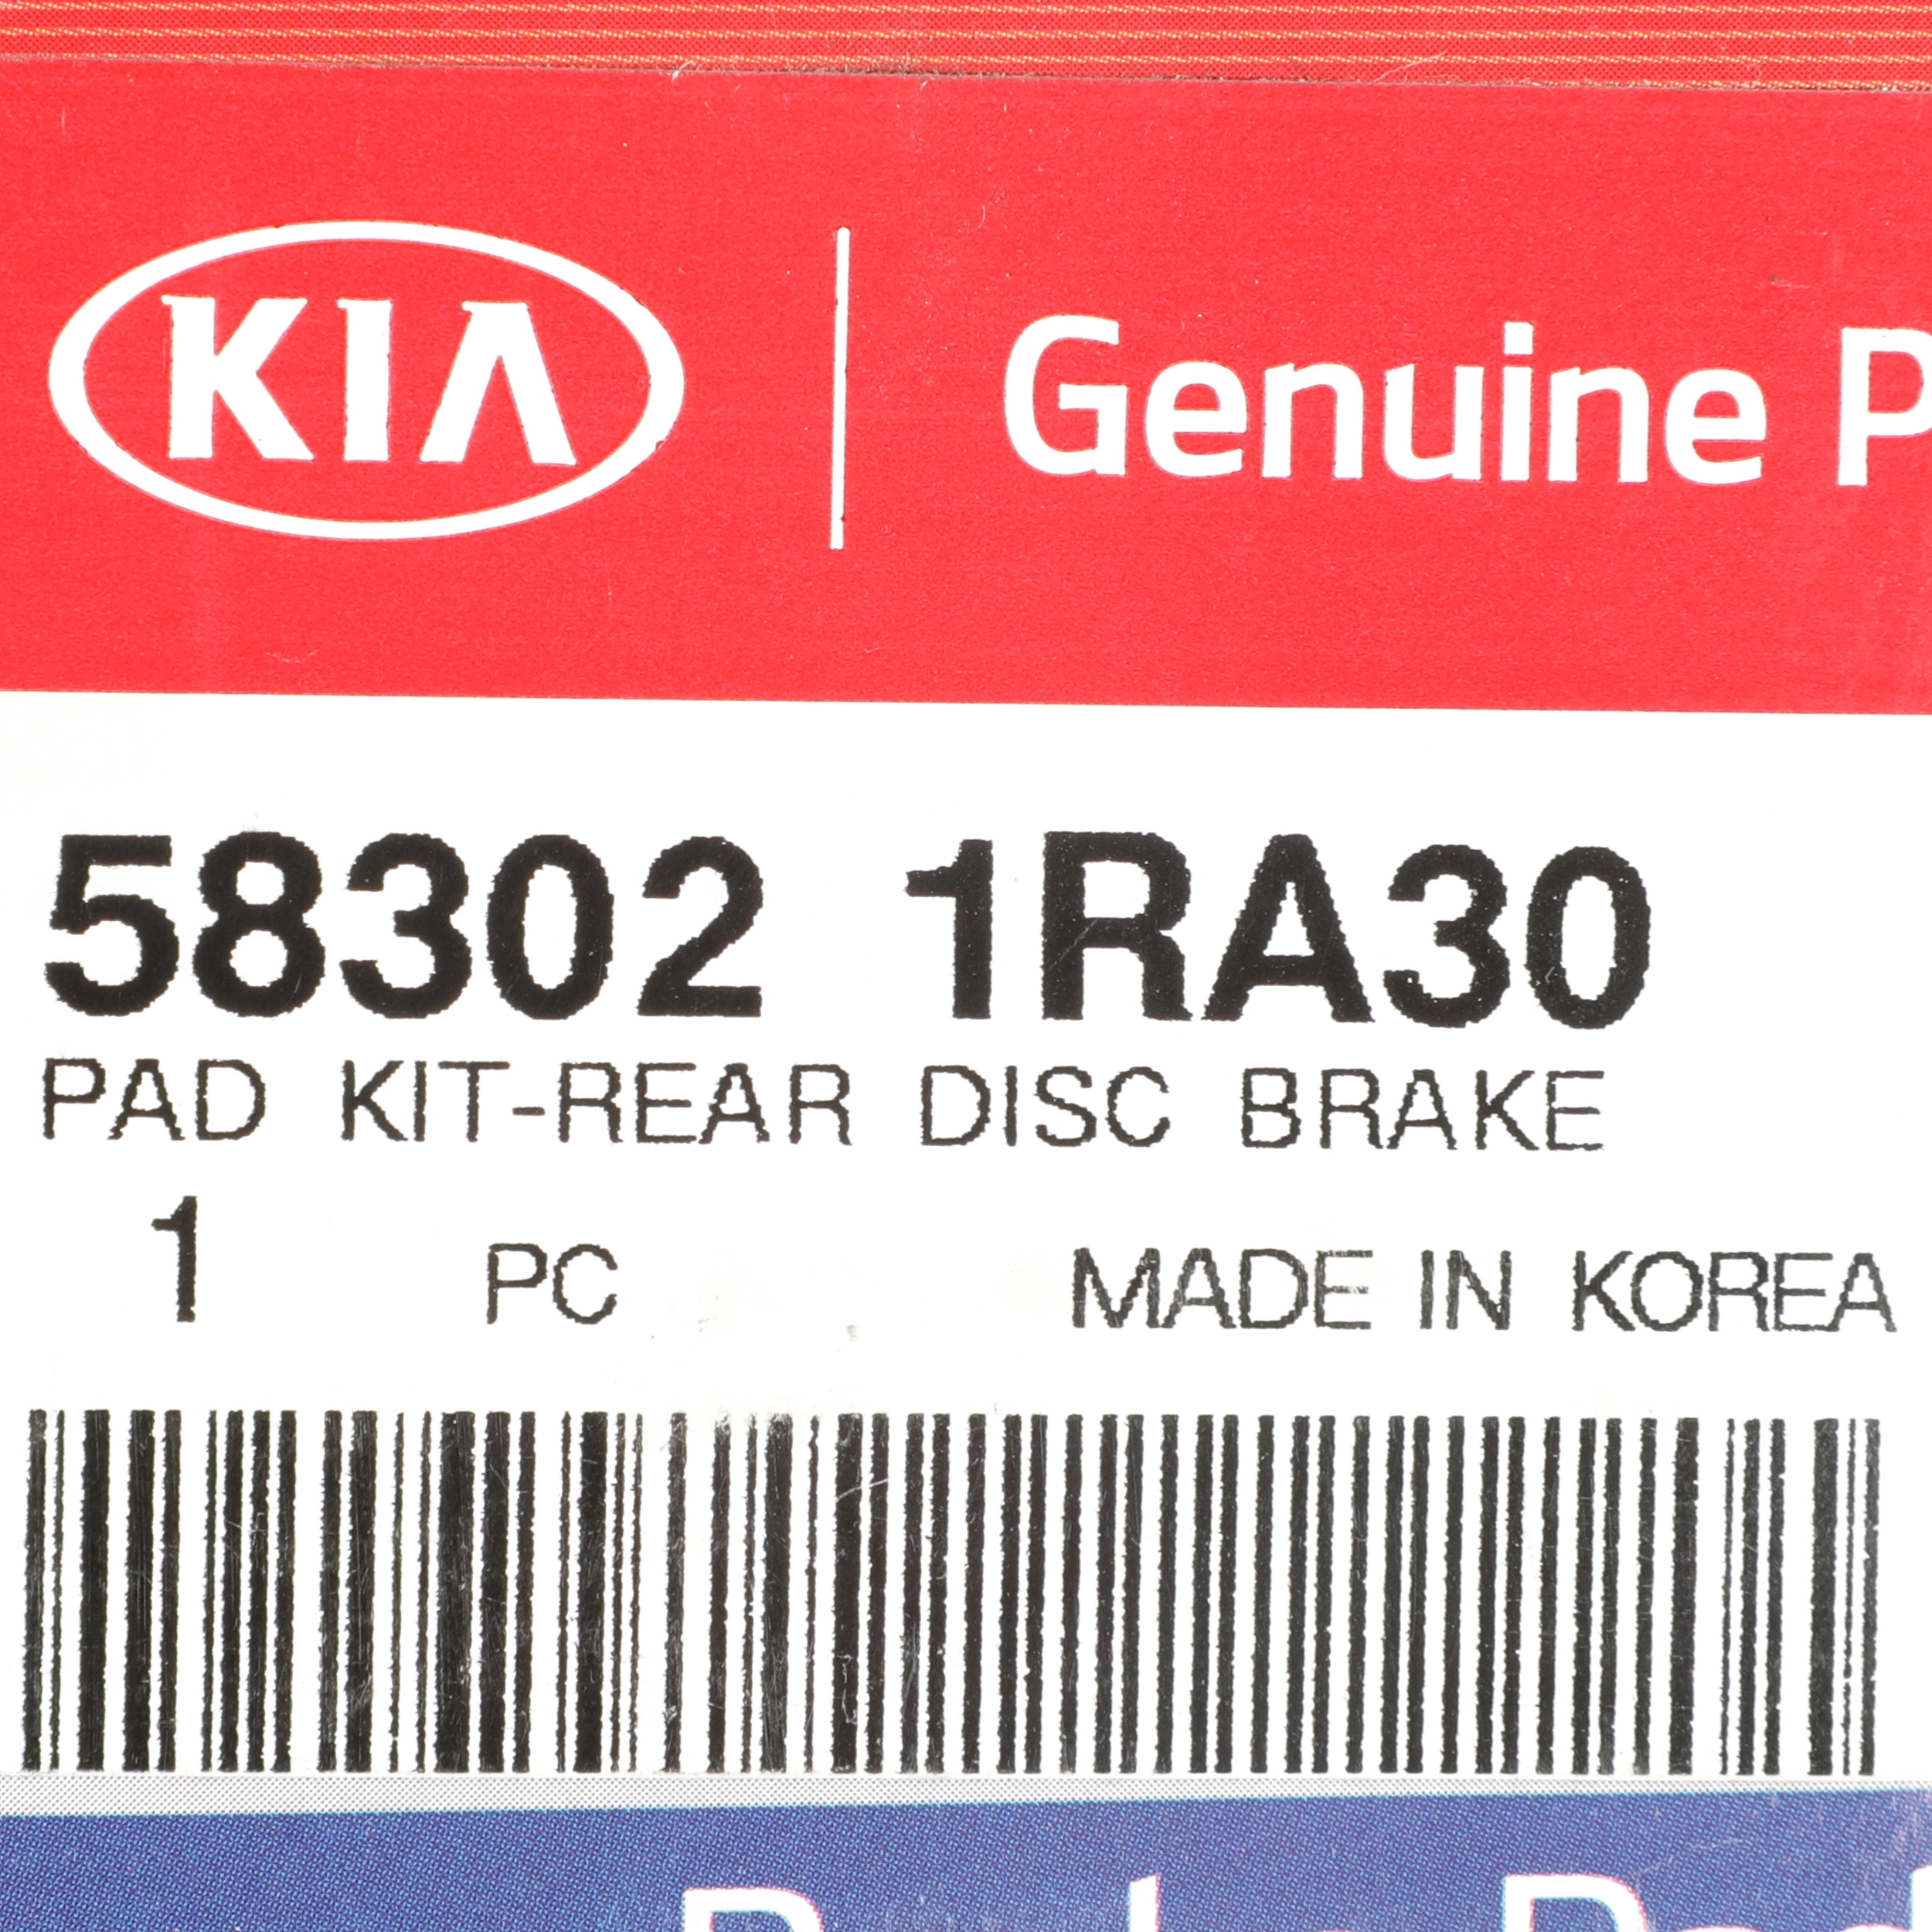 KIA
Genuine P
58302 1RA30
PAD KIT-REAR DISC BRAKE
1 PC MADE IN KOREA